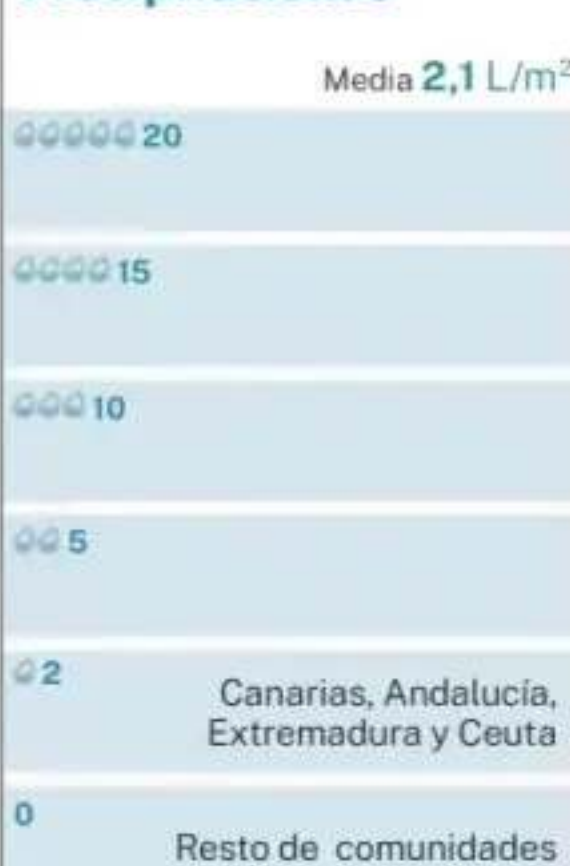 Media 2,1 L/m²
20
15
10
5
2
Canarias, Andalucía,
Extremadura y Ceuta
0
Resto de comunidades